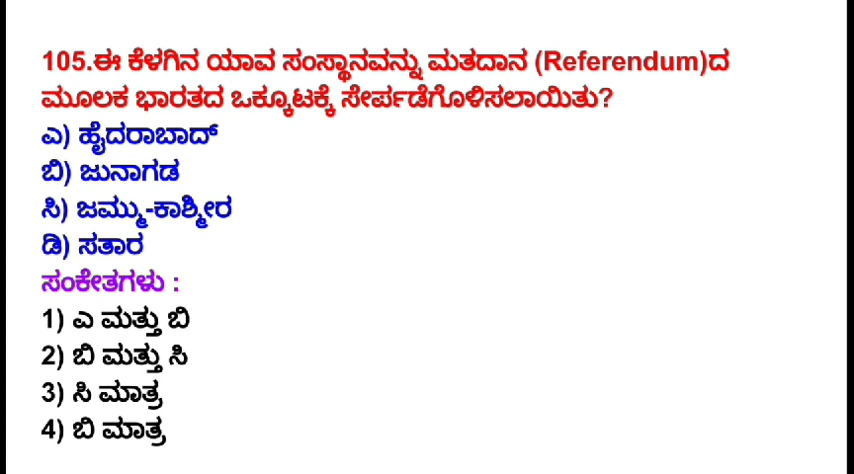 105.ಈ ಕೆಳಗಿನ ಯಾವ ಸಂಸ್ಥಾನವನ್ನು ಮತದಾನ (Referendum)ದ
ಮೂಲಕ ಭಾರತದ ಒಕ್ಕೂಟಕ್ಕೆ ಸೇರ್ಪಡೆಗೊಳಿಸಲಾಯಿತು?
ಎ) ಹೈದರಾಬಾದ್
ಬಿ) ಜುನಾಗಡ
ಸಿ) ಜಮ್ಮು-ಕಾಶ್ಮೀರ
ಡಿ) ಸತಾರ
ಸಂಕೇತಗಳು :
1) ಎ ಮತ್ತು ಬಿ
2) ಬಿ ಮತ್ತು ಸಿ
3) ಸಿ ಮಾತ್ರ
4) ಬಿ ಮಾತ್ರ